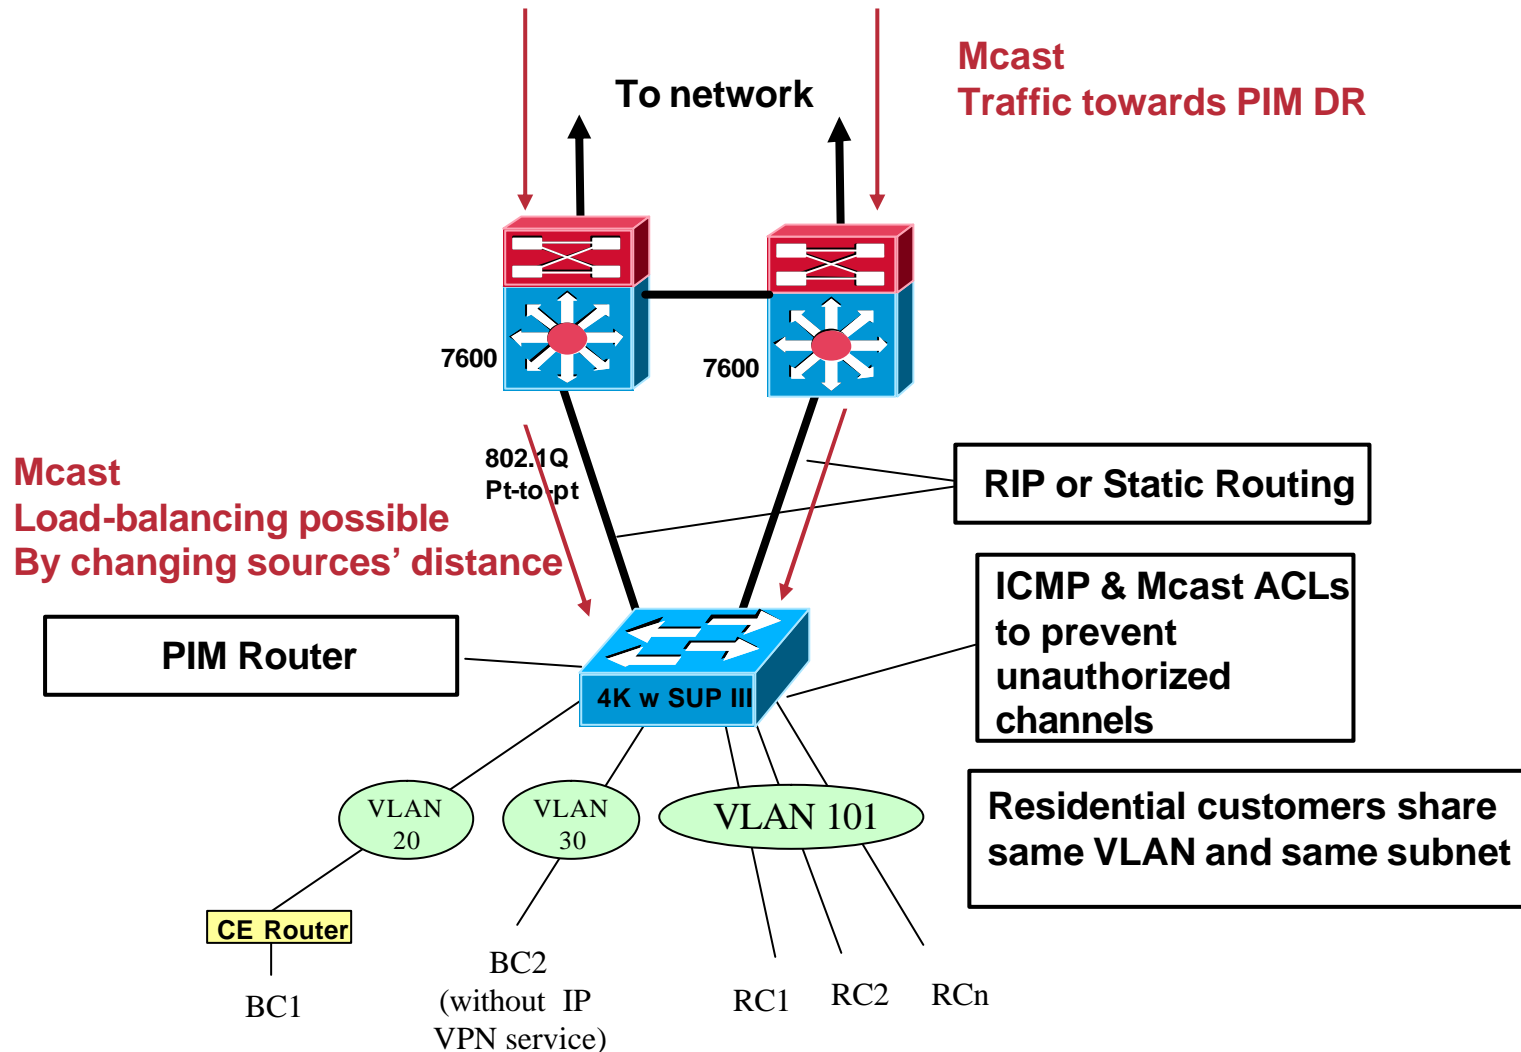 Mcast
Traffic towards PIM DR
To network
7600
7600
802.1Q
Pt-to-pt
Mcast
Load-balancing possible
By changing sources’ distance
RIP or Static Routing
ICMP & Mcast ACLs
to prevent
unauthorized
channels
PIM Router
4K w SUP III
Residential customers share
same VLAN and same subnet
VLAN
20
VLAN
30
VLAN 101
CE Router
BC1
BC2
(without IP
VPN service)
RC1
RC2
RCn